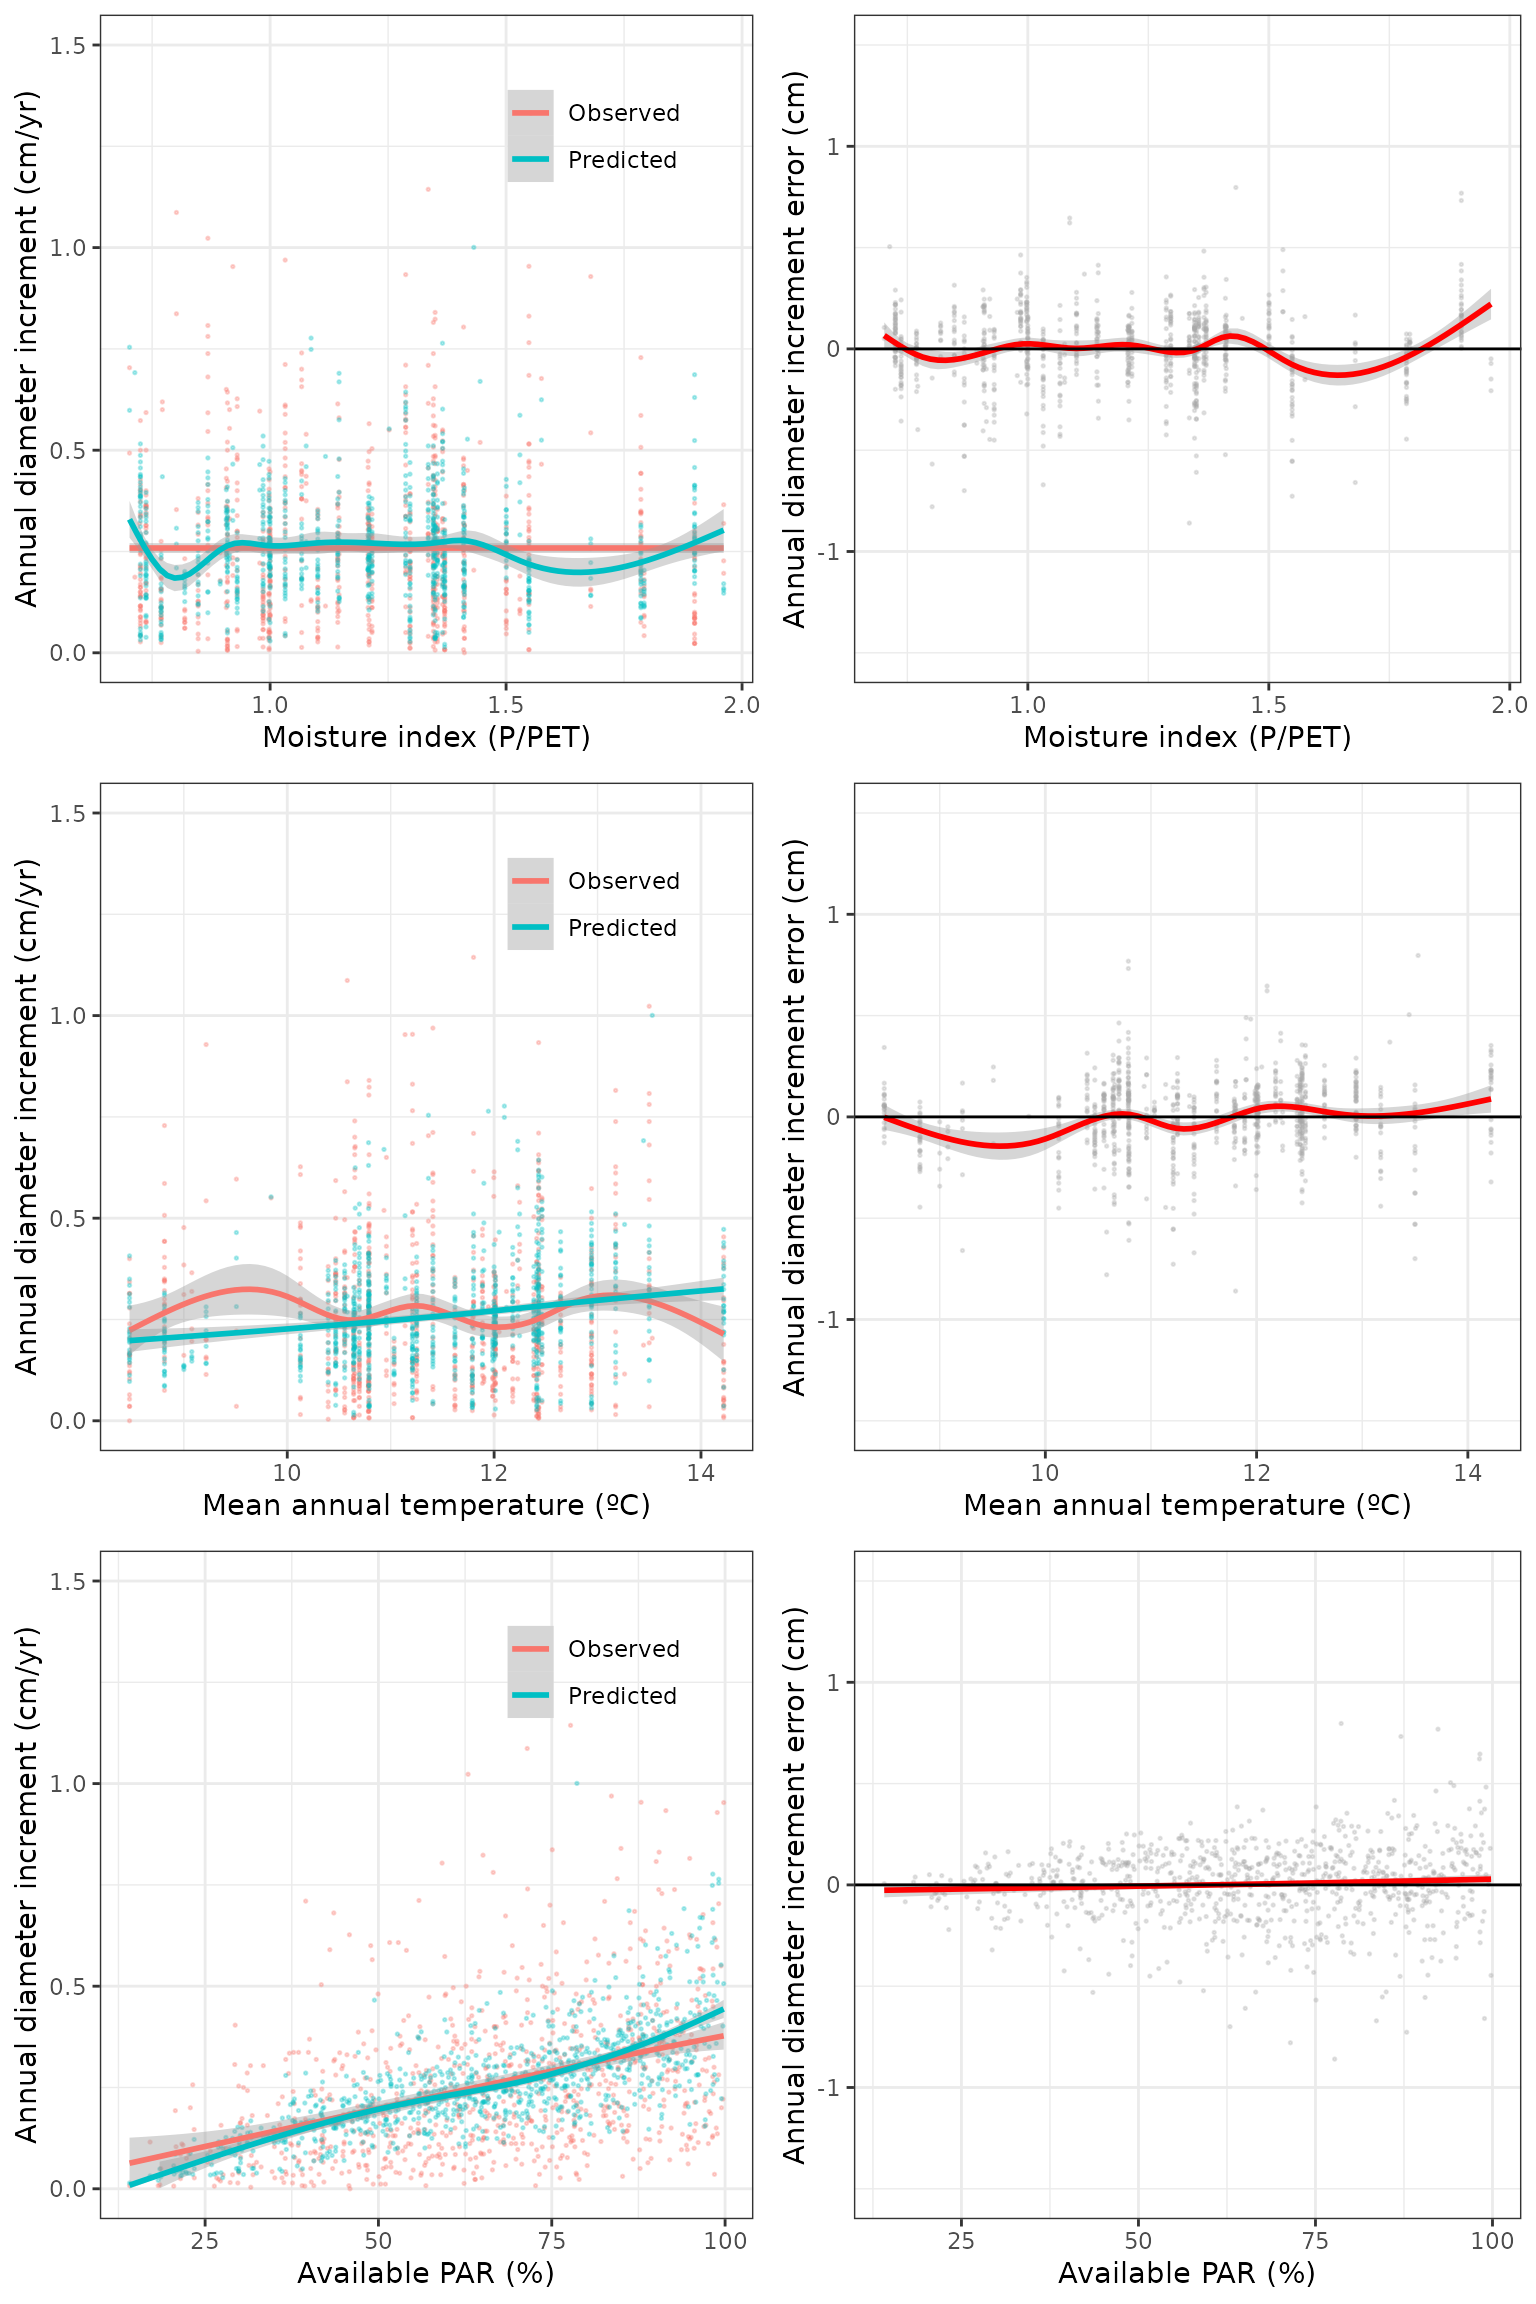 Annual diameter increment (cm/yr)
1.5
1.0
0.5
0.0
Observed
Predicted
1.0 1.5 2.0
Moisture index (P/PET)
Annual diameter increment error (cm)
1
0
-1
1.0 1.5 2.0
Moisture index (P/PET)
Annual diameter increment (cm/yr)
1.5
1.0
0.5
0.0
Observed
Predicted
10 12 14
Mean annual temperature (ºC)
Annual diameter increment error (cm)
1
0
-1
10 12 14
Mean annual temperature (ºC)
Annual diameter increment (cm/yr)
1.5
1.0
0.5
0.0
Observed
Predicted
25 50 75 100
Available PAR (%)
Annual diameter increment error (cm)
1
0
-1
25 50 75 100
Available PAR (%)